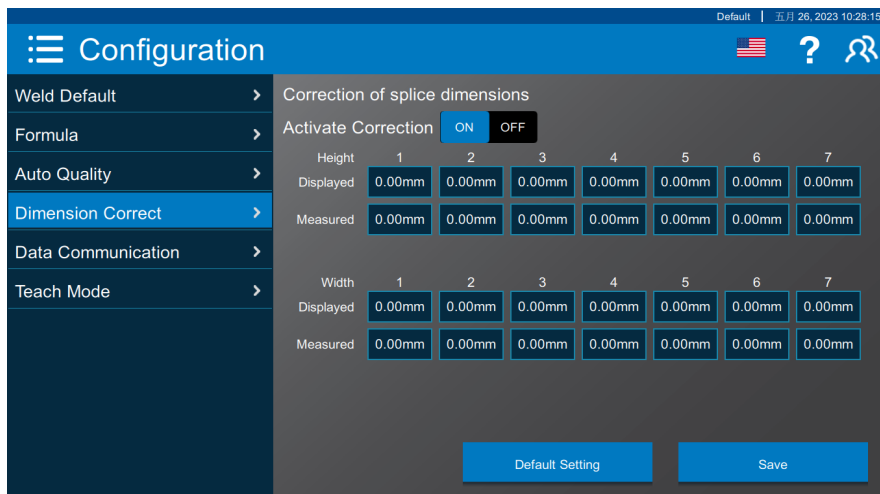 Default | 五月 26, 2023 10:28:15
Configuration ?
Weld Default
Formula
Auto Quality
Dimension Correct
Data Communication
Teach Mode
Correction of splice dimensions
Activate Correction ON OFF
Height 1 2 3 4 5 6 7
Displayed 0.00mm 0.00mm 0.00mm 0.00mm 0.00mm 0.00mm 0.00mm
Measured 0.00mm 0.00mm 0.00mm 0.00mm 0.00mm 0.00mm 0.00mm
Width 1 2 3 4 5 6 7
Displayed 0.00mm 0.00mm 0.00mm 0.00mm 0.00mm 0.00mm 0.00mm
Measured 0.00mm 0.00mm 0.00mm 0.00mm 0.00mm 0.00mm 0.00mm
Default Setting Save